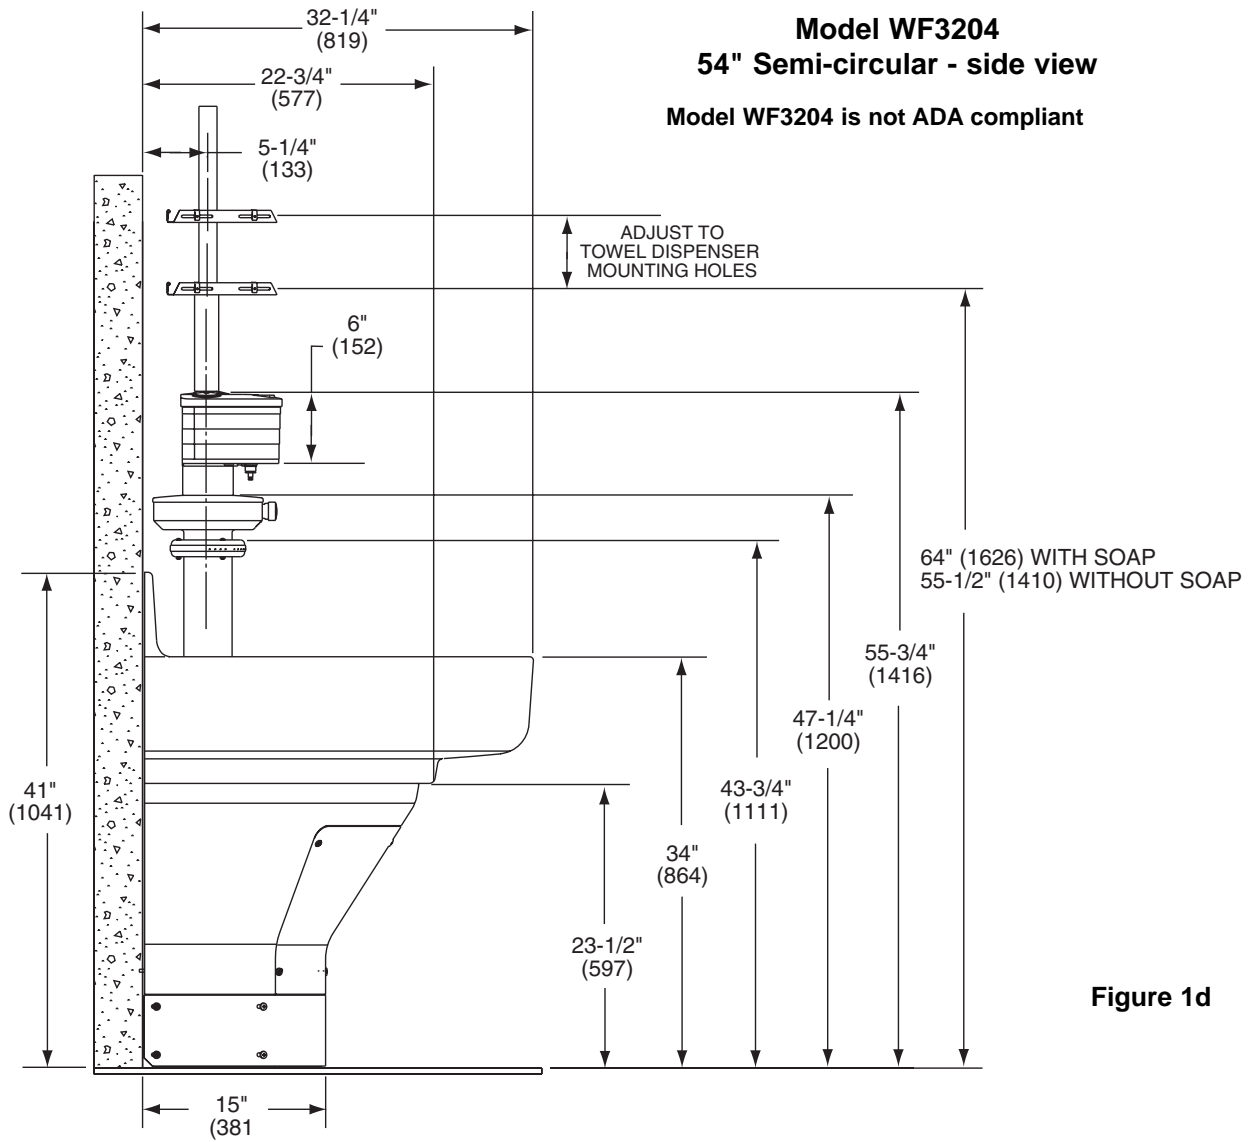 32-1/4"
(819)
Model WF3204
54" Semi-circular - side view
22-3/4"
(577)
Model WF3204 is not ADA compliant
5-1/4"
(133)
ADJUST TO
TOWEL DISPENSER
MOUNTING HOLES
6"
(152)
64" (1626) WITH SOAP
55-1/2" (1410) WITHOUT SOAP
55-3/4"
(1416)
47-1/4"
(1200)
43-3/4"
(1111)
41"
(1041)
34"
(864)
23-1/2"
(597)
Figure 1d
15"
(381